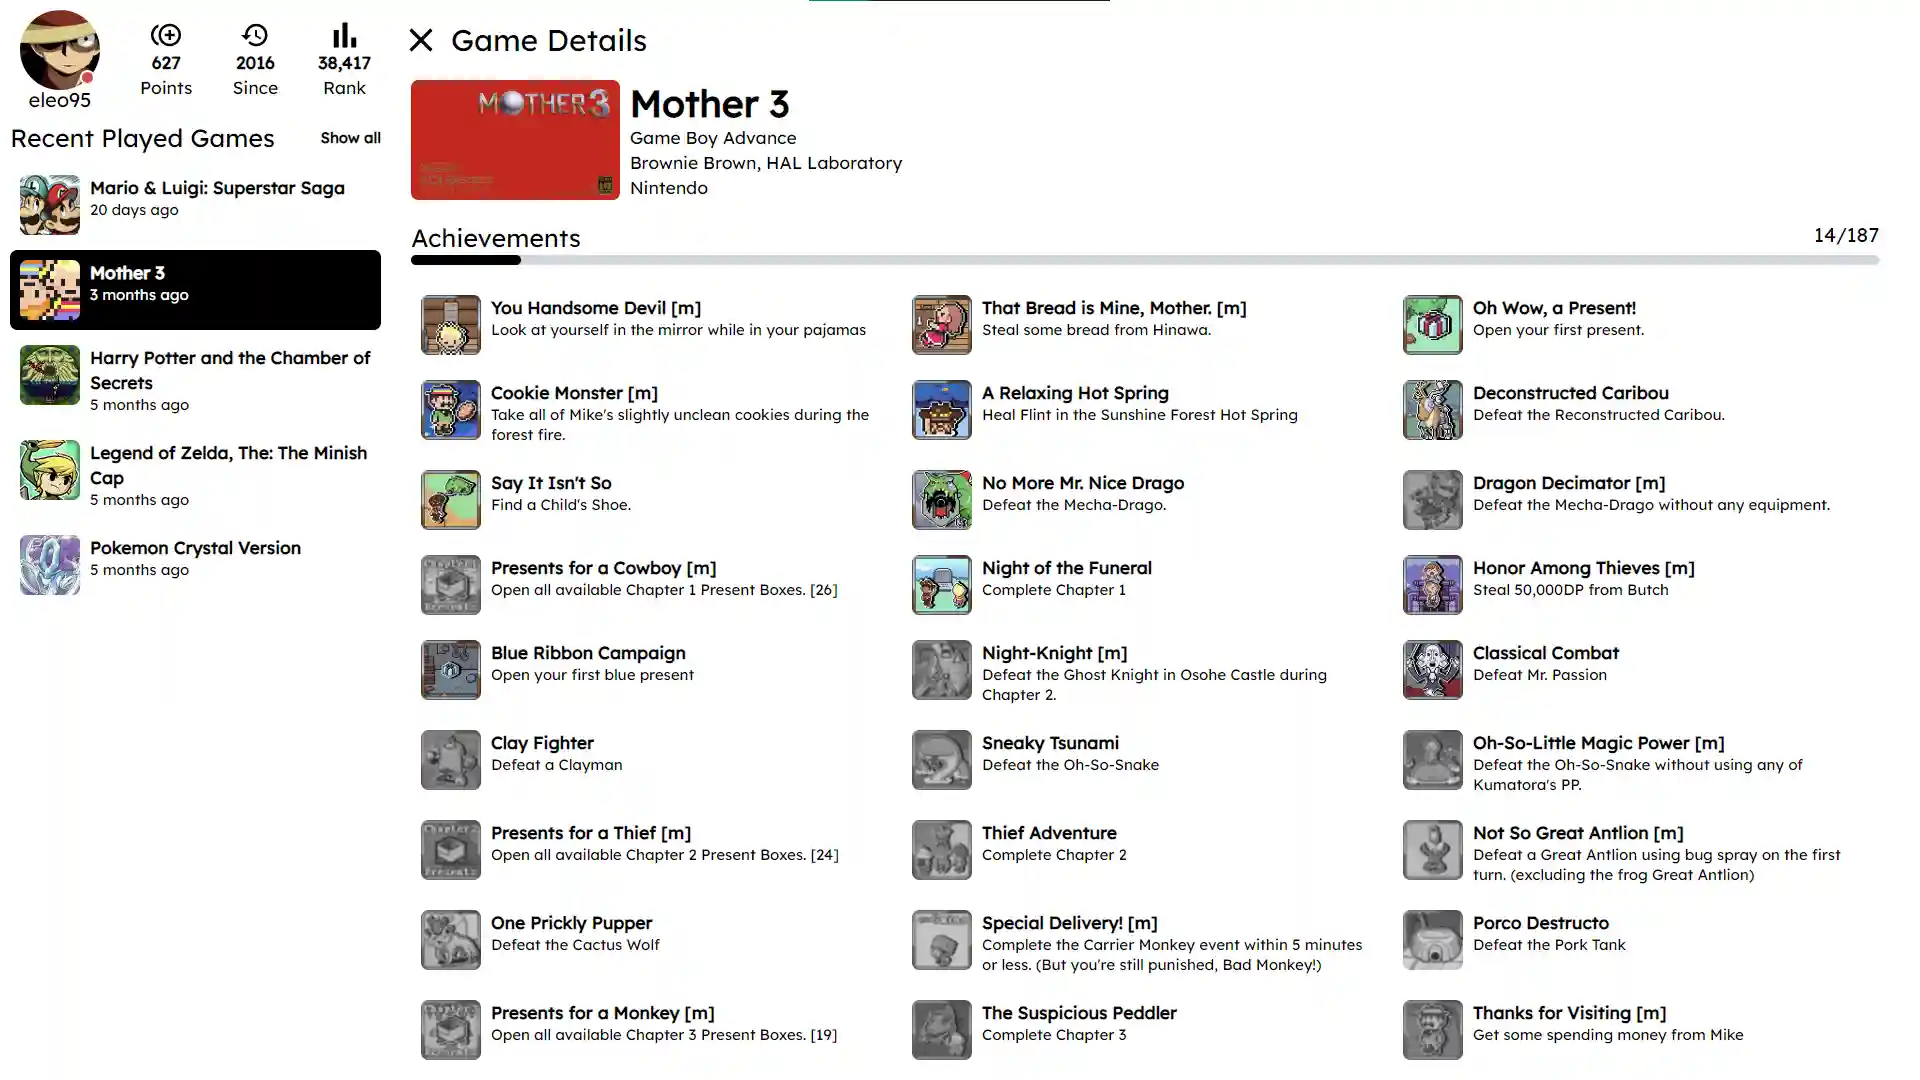 627
Points
2016
Since
38,417
Rank
eleo95
Recent Played Games
Show all
Mario & Luigi: Superstar Saga
20 days ago
Mother 3
3 months ago
Harry Potter and the Chamber of
Secrets
5 months ago
Legend of Zelda, The: The Minish
Cap
5 months ago
Pokemon Crystal Version
5 months ago
Game Details
MOTHER 3
Mother 3
Game Boy Advance
Brownie Brown, HAL Laboratory
Nintendo
Achievements
14/187
You Handsome Devil [m]
Look at yourself in the mirror while in your pajamas
That Bread is Mine, Mother. [m]
Steal some bread from Hinawa.
Oh Wow, a Present!
Open your first present.
Cookie Monster [m]
Take all of Mike's slightly unclean cookies during the
forest fire.
A Relaxing Hot Spring
Heal Flint in the Sunshine Forest Hot Spring
Deconstructed Caribou
Defeat the Reconstructed Caribou.
Say It Isn't So
Find a Child's Shoe.
No More Mr. Nice Drago
Defeat the Mecha-Drago.
Dragon Decimator [m]
Defeat the Mecha-Drago without any equipment.
Presents for a Cowboy [m]
Open all available Chapter 1 Present Boxes. [26]
Night of the Funeral
Complete Chapter 1
Honor Among Thieves [m]
Steal 50,000DP from Butch
Blue Ribbon Campaign
Open your first blue present
Night-Knight [m]
Defeat the Ghost Knight in Osohe Castle during
Chapter 2.
Classical Combat
Defeat Mr. Passion
Clay Fighter
Defeat a Clayman
Sneaky Tsunami
Defeat the Oh-So-Snake
Oh-So-Little Magic Power [m]
Defeat the Oh-So-Snake without using any of
Kumatora's PP.
Presents for a Thief [m]
Open all available Chapter 2 Present Boxes. [24]
Thief Adventure
Complete Chapter 2
Not So Great Antlion [m]
Defeat a Great Antlion using bug spray on the first
turn. (excluding the frog Great Antlion)
One Prickly Pupper
Defeat the Cactus Wolf
Special Delivery! [m]
Complete the Carrier Monkey event within 5 minutes
or less. (But you're still punished, Bad Monkey!)
Porco Destructo
Defeat the Pork Tank
Presents for a Monkey [m]
Open all available Chapter 3 Present Boxes. [19]
The Suspicious Peddler
Complete Chapter 3
Thanks for Visiting [m]
Get some spending money from Mike